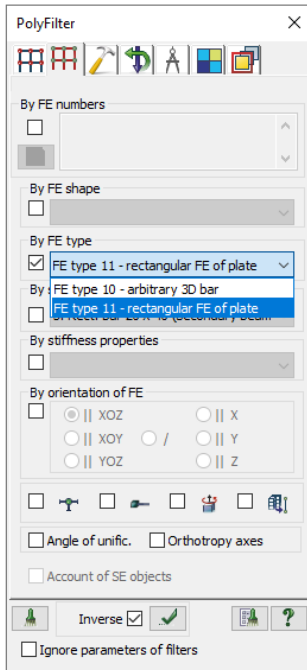 PolyFilter
By FE numbers
By FE shape
By FE type
FE type 11 - rectangular FE of plate
FE type 10 - arbitrary 3D bar
FE type 11 - rectangular FE of plate
By stiffness properties
By orientation of FE
|| XOZ || X
|| XOY / || Y
|| YOZ || Z
Angle of unific. Orthotropy axes
Account of SE objects
Inverse ?
Ignore parameters of filters